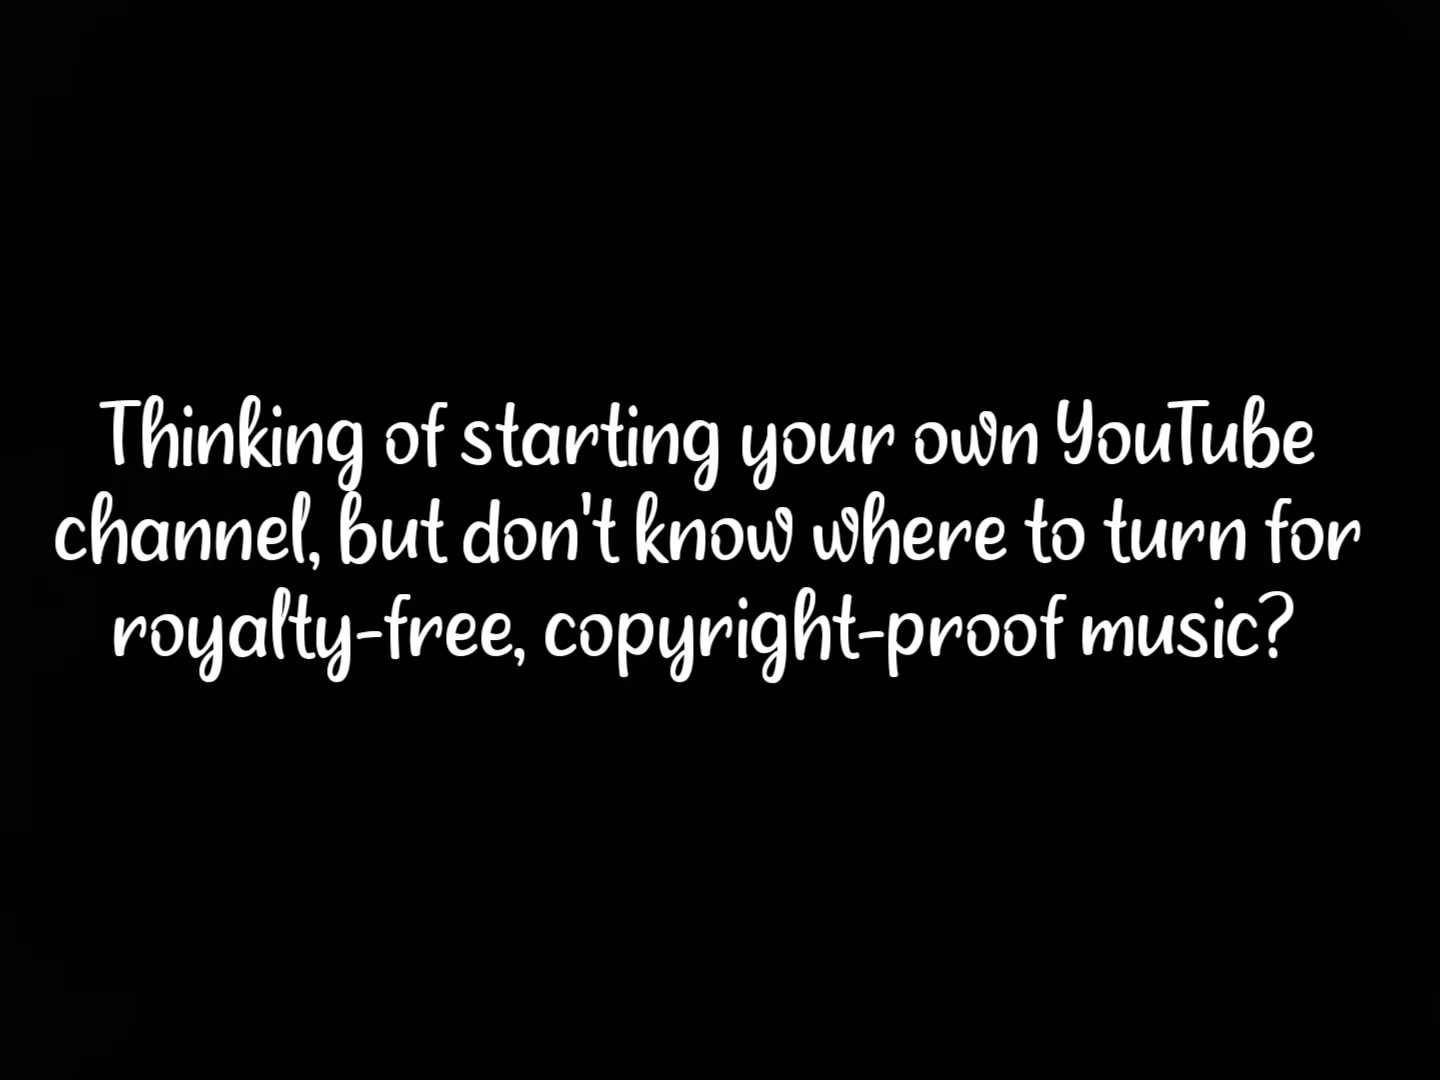 Thinking of starting your own YouTube
channel, but don't know where to turn for
royalty-free, copyright-proof music?